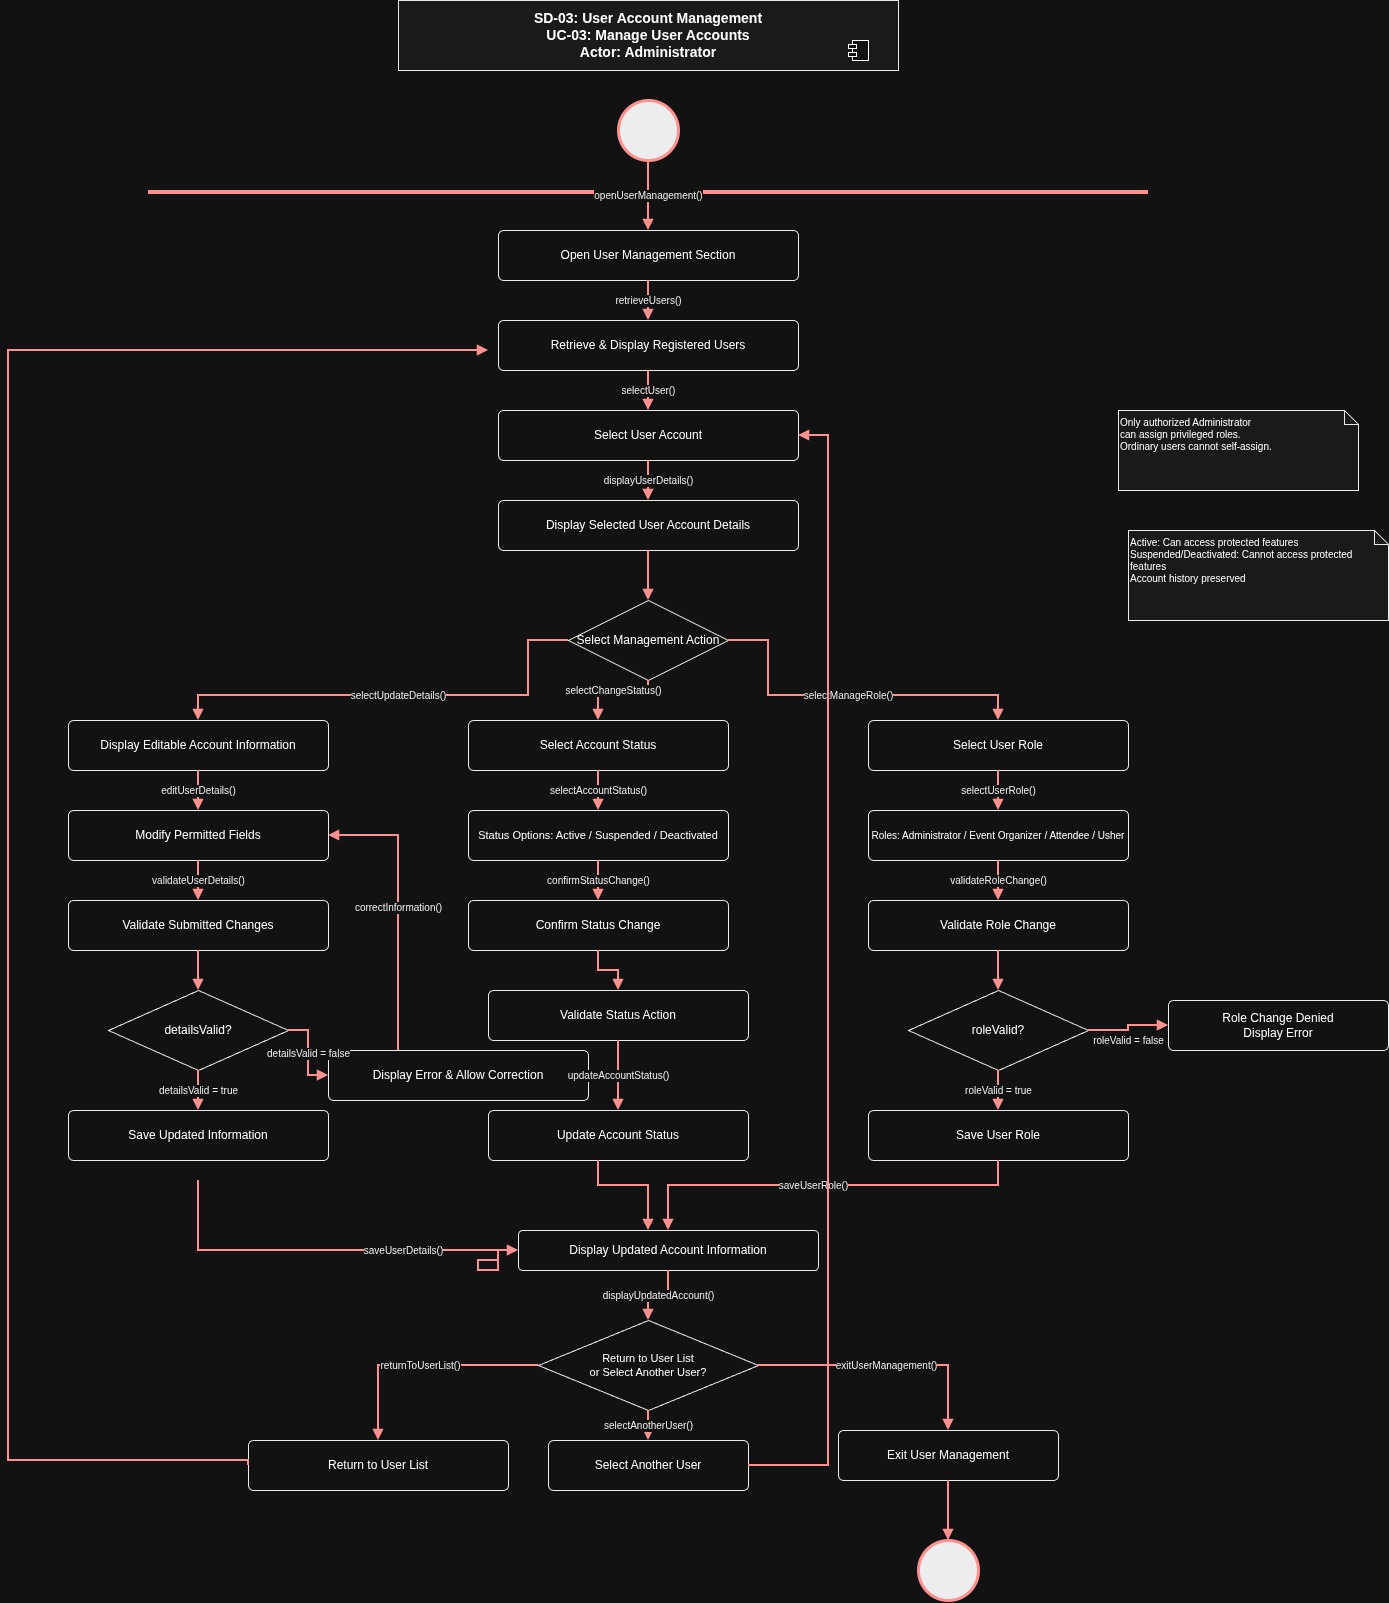 SD-03: User Account Management
UC-03: Manage User Accounts
Actor: Administrator
openUserManagement()
Open User Management Section
retrieveUsers()
Retrieve & Display Registered Users
selectUser()
Select User Account
Only authorized Administrator
can assign privileged roles.
Ordinary users cannot self-assign.
displayUserDetails()
Display Selected User Account Details
Active: Can access protected features
Suspended/Deactivated: Cannot access protected
features
Account history preserved
Select Management Action
selectUpdateDetails()
selectChangeStatus()
selectManageRole()
Display Editable Account Information
Select Account Status
Select User Role
editUserDetails()
selectAccountStatus()
selectUserRole()
Modify Permitted Fields
Status Options: Active / Suspended / Deactivated
Roles: Administrator / Event Organizer / Attendee / Usher
validateUserDetails()
confirmStatusChange()
validateRoleChange()
correctInformation()
Validate Submitted Changes
Confirm Status Change
Validate Role Change
detailsValid?
Validate Status Action
roleValid?
Role Change Denied
Display Error
detailsValid = false
roleValid = false
Display Error & Allow Correction
updateAccountStatus()
detailsValid = true
roleValid = true
Save Updated Information
Update Account Status
Save User Role
saveUserRole()
saveUserDetails()
Display Updated Account Information
displayUpdatedAccount()
Return to User List
or Select Another User?
returnToUserList()
exitUserManagement()
selectAnotherUser()
Return to User List
Select Another User
Exit User Management